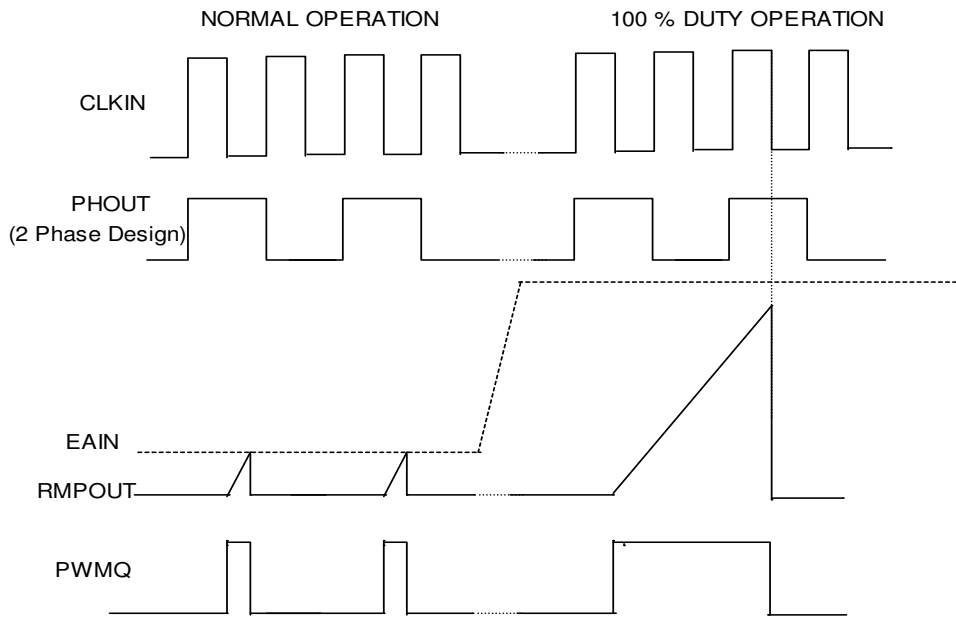 NORMAL OPERATION
100 % DUTY OPERATION
CLKIN
PHOUT
(2 Phase Design)
EAIN
RMPOUT
PWMQ